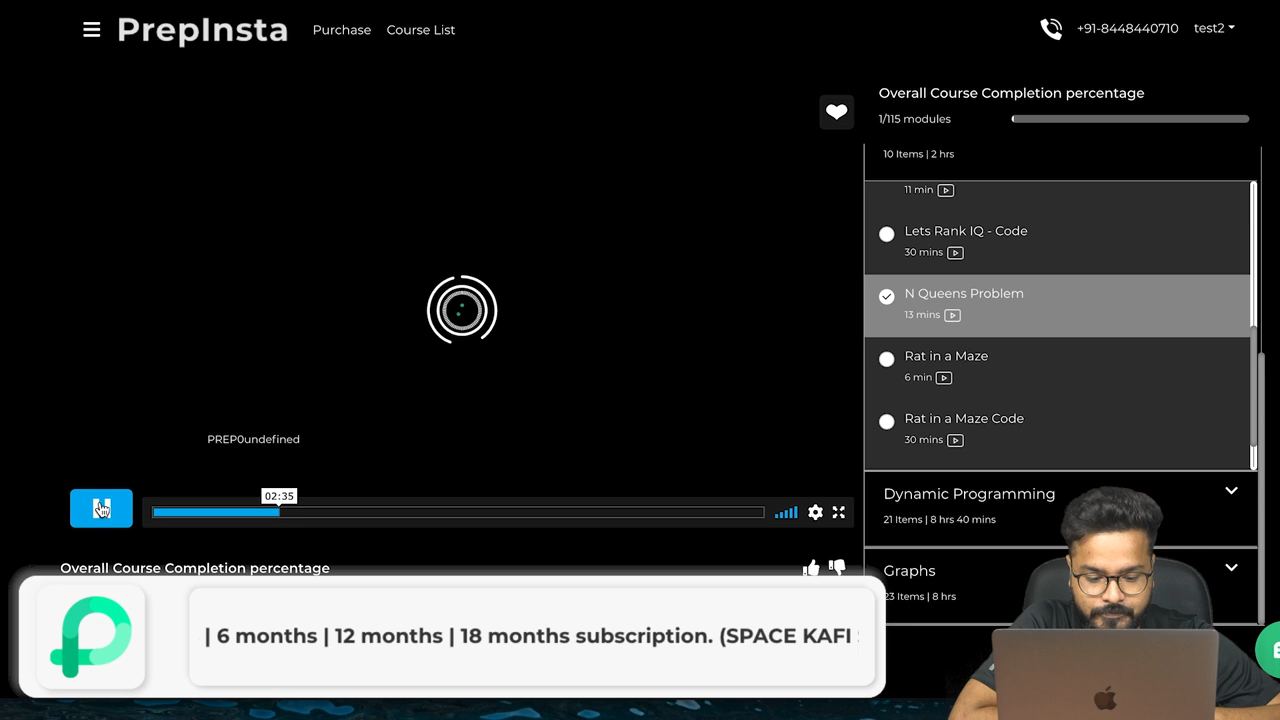 PrepInsta
Purchase
Course List
+91-8448440710
test2
Overall Course Completion percentage
1/115 modules
10 Items | 2 hrs
11 min
Lets Rank IQ - Code
30 mins
N Queens Problem
13 mins
Rat in a Maze
6 min
Rat in a Maze Code
30 mins
PREP0undefined
02:35
Dynamic Programming
21 Items | 8 hr 40 mins
Overall Course Completion percentage
Graphs
23 Items | 8 hrs
| 6 months | 12 months | 18 months subscription. (SPACE KAFI